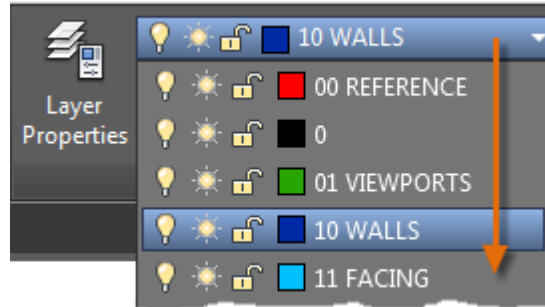 10 WALLS
Layer
Properties
00 REFERENCE
0
01 VIEWPORTS
10 WALLS
11 FACING